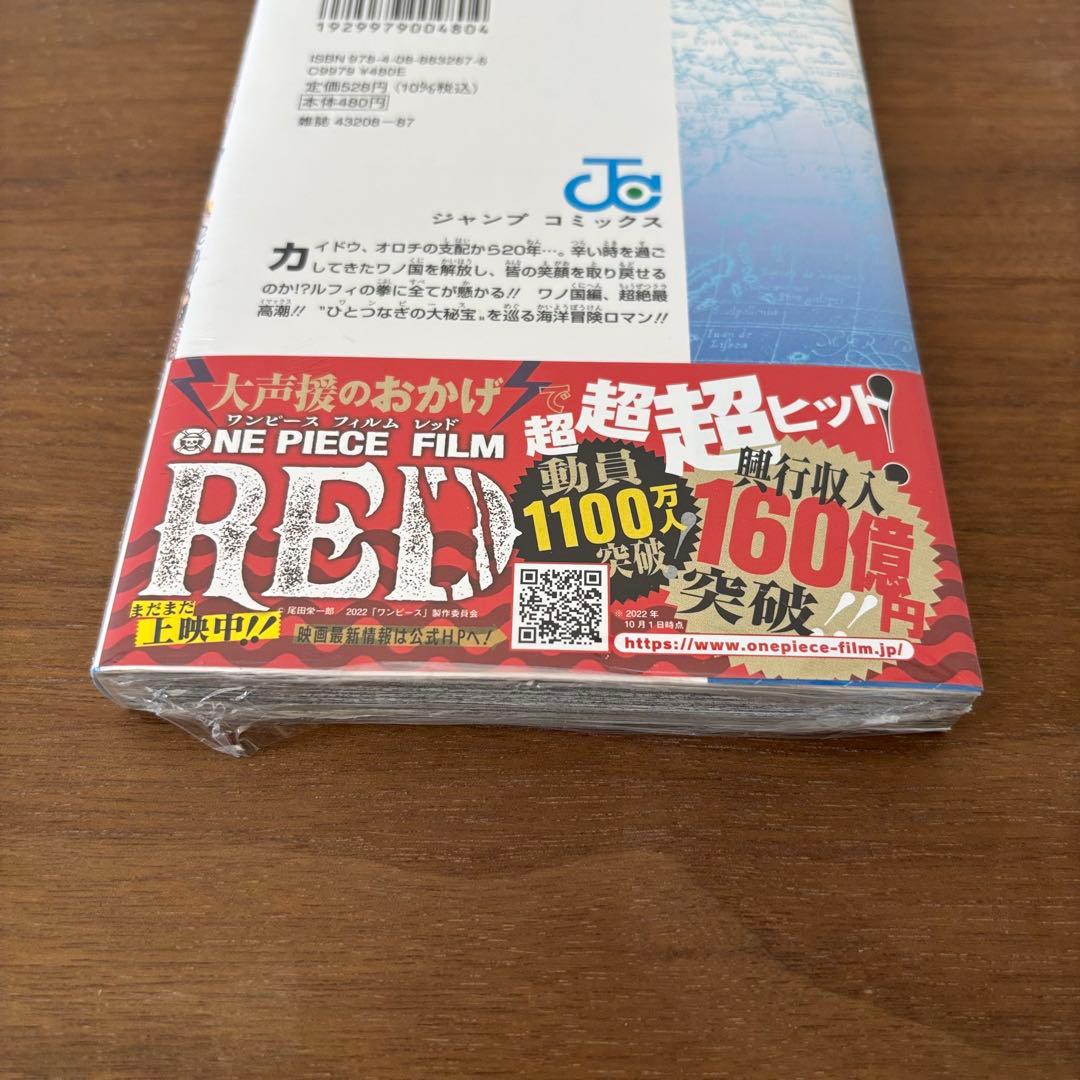 1929979004804
ISBN 978-4-08-883287-6
C9979 ¥480E
定価528円 (10%税込)
本体480円
雑誌 43208-87
JC
ジャンプ コミックス
カイドウ、オロチの支配から20年…。辛い時を過ご
してきたワノ国を解放し、皆の笑顔を取り戻せる
のか!?ルフィの拳に全てが懸かる!! ワノ国編、超絶最
高潮!! “ひとつなぎの大秘宝„を巡る海洋冒険ロマン!!
Juan de
Lisboa
大声援のおかげで超超超ヒット!
ワンピース フィルム レッド
ONE PIECE FILM
RED
動員
1100万人
突破!
興行収入
160億円
突破!!
まだまだ
上映中!!
© 尾田栄一郎 2022「ワンピース」製作委員会
映画最新情報は公式HPへ!
※2022年
10月1日時点
https://www.onepiece-film.jp/